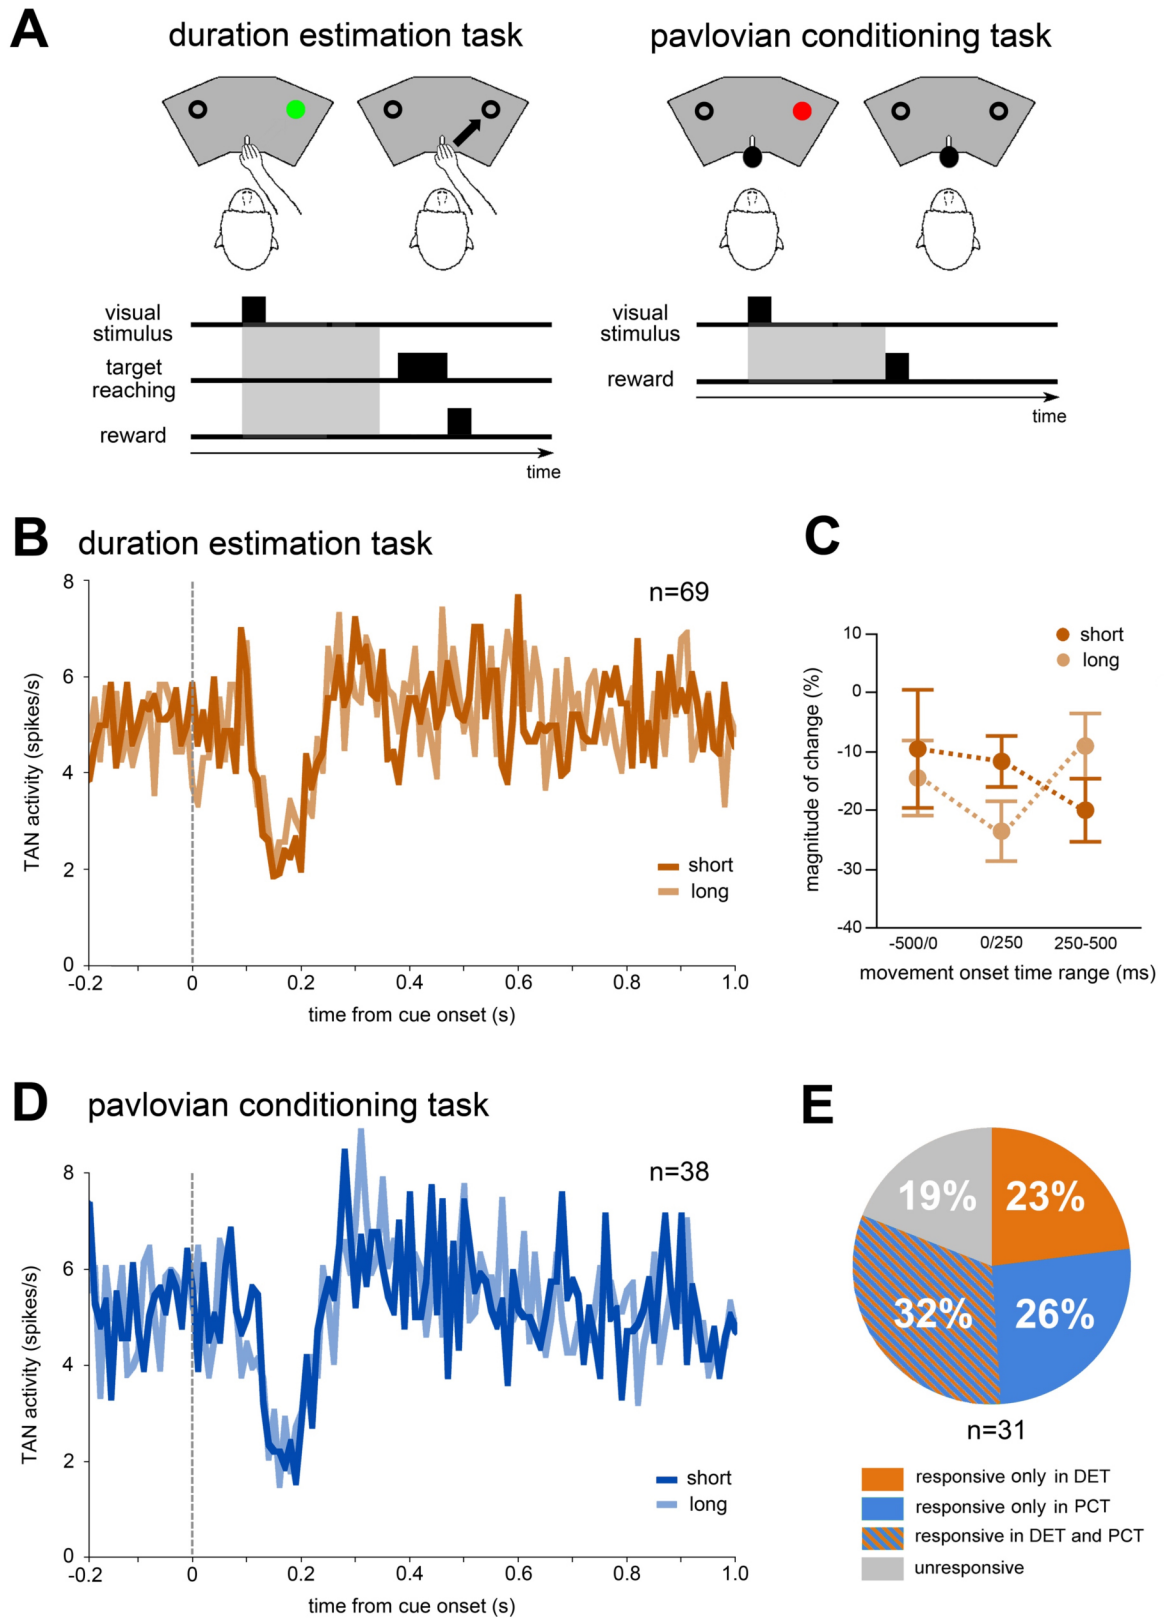 A
duration estimation task
pavlovian conditioning task
visual
stimulus
target
reaching
reward
time
visual
stimulus
reward
time
B
duration estimation task
n=69
8
6
4
2
0
TAN activity (spikes/s)
short
long
-0.2
0
0.2
0.4
0.6
0.8
1.0
time from cue onset (s)
C
10
0
-10
-20
-30
-40
magnitude of change (%)
short
long
-500/0
0/250
250-500
movement onset time range (ms)
D
pavlovian conditioning task
n=38
8
6
4
2
0
TAN activity (spikes/s)
short
long
-0.2
0
0.2
0.4
0.6
0.8
1.0
time from cue onset (s)
E
19%
23%
32%
26%
n=31
responsive only in DET
responsive only in PCT
responsive in DET and PCT
unresponsive